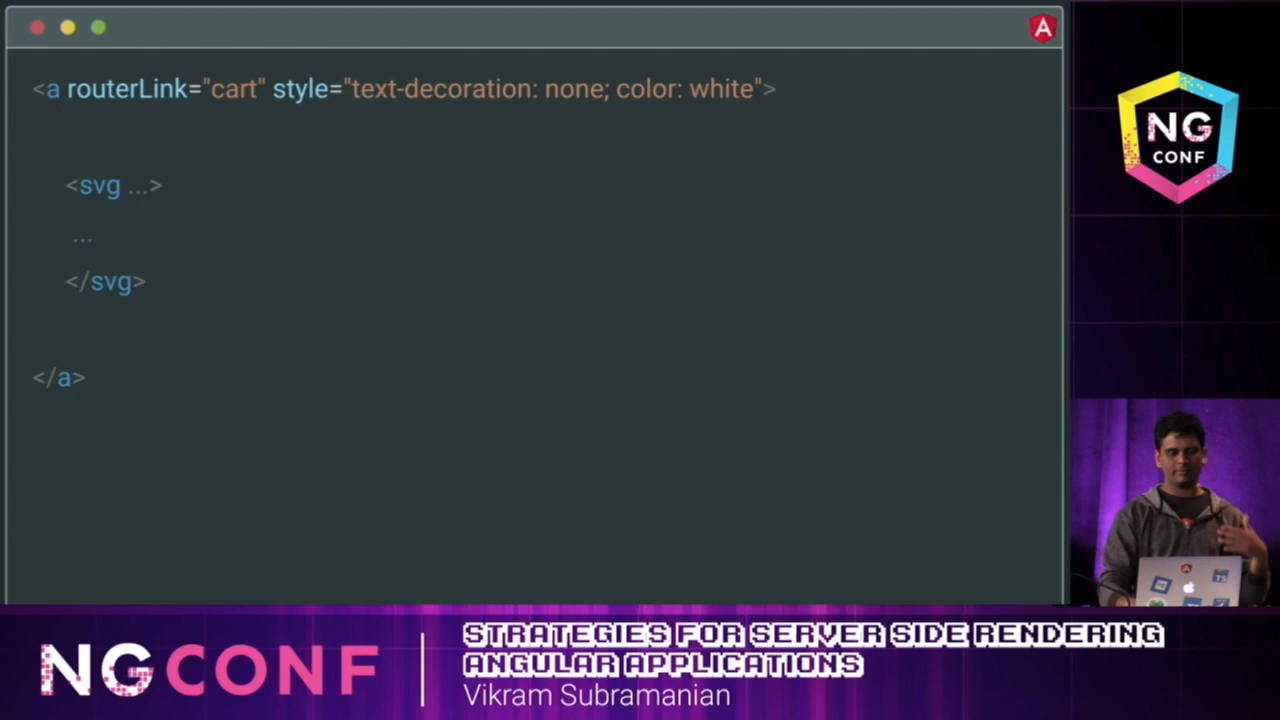 <a routerLink="cart" style="text-decoration: none; color: white">
<svg ...>
...
</svg>
</a>
NG
CONF
TS
NGCONF
STRATEGIES FOR SERVER SIDE RENDERING
ANGULAR APPLICATIONS
Vikram Subramanian